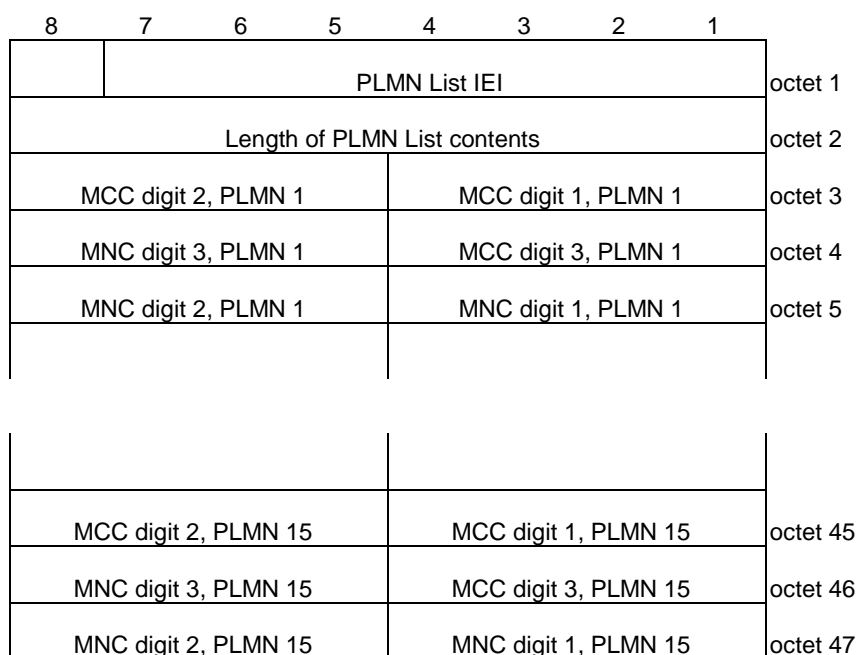 8 7 6 5 4 3 2 1
PLMN List IEI octet 1
Length of PLMN List contents octet 2
MCC digit 2, PLMN 1 MCC digit 1, PLMN 1 octet 3
MNC digit 3, PLMN 1 MCC digit 3, PLMN 1 octet 4
MNC digit 2, PLMN 1 MNC digit 1, PLMN 1 octet 5
MCC digit 2, PLMN 15 MCC digit 1, PLMN 15 octet 45
MNC digit 3, PLMN 15 MCC digit 3, PLMN 15 octet 46
MNC digit 2, PLMN 15 MNC digit 1, PLMN 15 octet 47